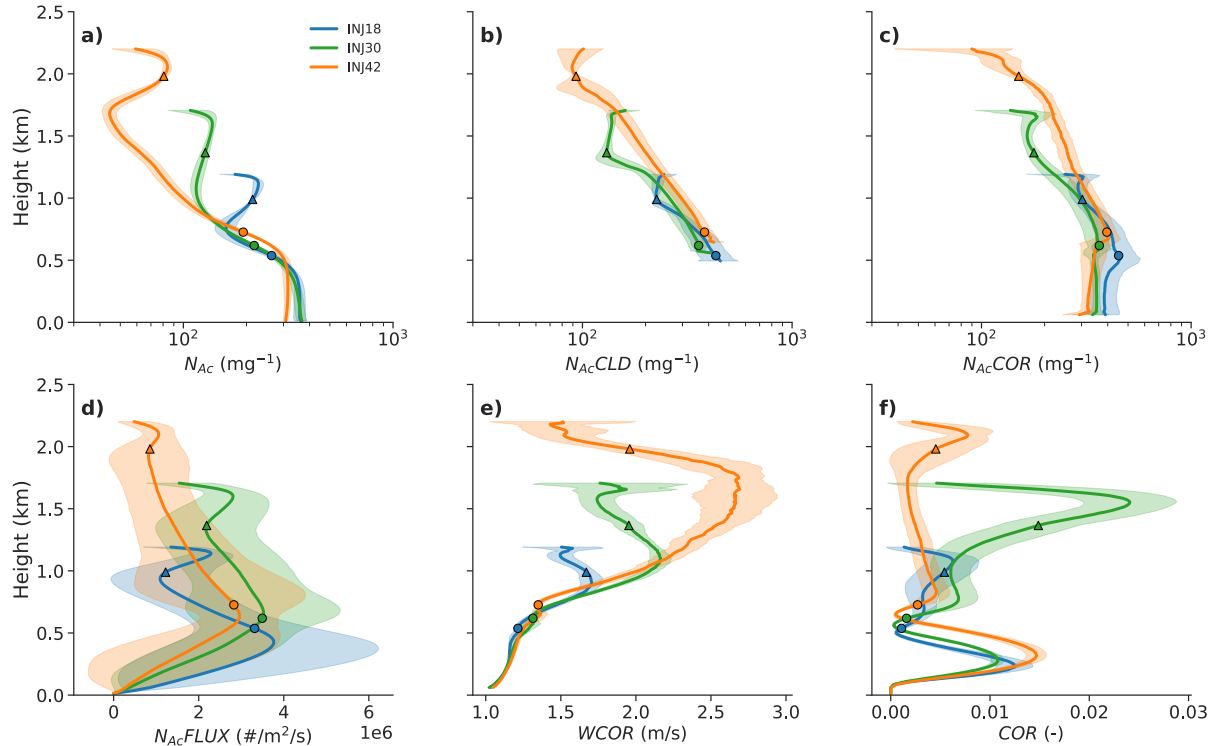 a)
b)
c)
INJ18
INJ30
INJ42
Height (km)
2.5
2.0
1.5
1.0
0.5
0.0
10²
10³
10²
10³
10²
10³
N_Ac (mg⁻¹)
N_AcCLD (mg⁻¹)
N_AcCOR (mg⁻¹)
d)
e)
f)
Height (km)
2.5
2.0
1.5
1.0
0.5
0.0
0
2
4
6
1e6
1.0
1.5
2.0
2.5
3.0
0.00
0.01
0.02
0.03
N_AcFLUX (#/m²/s)
WCOR (m/s)
COR (-)